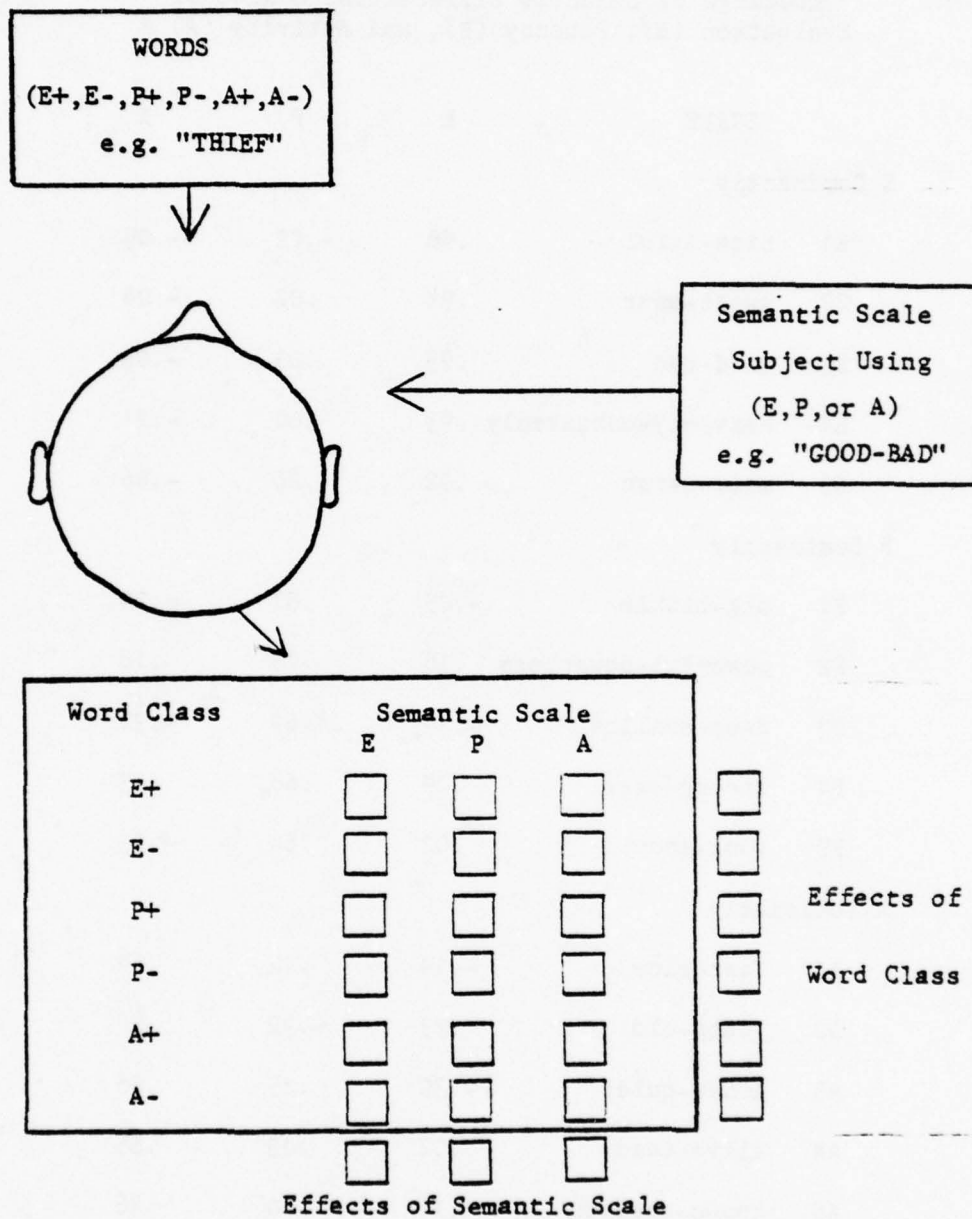 WORDS
(E+,E-,P+,P-,A+,A-)
e.g. "THIEF"
Semantic Scale
Subject Using
(E,P,or A)
e.g. "GOOD-BAD"
Word Class Semantic Scale
E P A
E+
E-
P+
Effects of
P-
Word Class
A+
A-
Effects of Semantic Scale